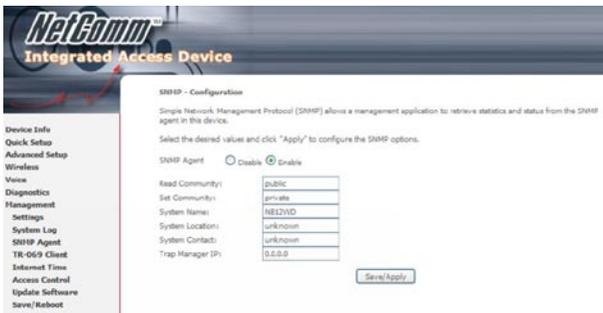 NetComm™
Integrated Access Device
SNMP - Configuration
Simple Network Management Protocol (SNMP) allows a management application to retrieve statistics and status from the SNMP
agent in this device.
Select the desired values and click "Apply" to configure the SNMP options.
SNMP Agent Disable Enable
Read Community: public
Set Community: private
System Name:
System Location: unknown
System Contact: unknown
Trap Manager IP: 0.0.0.0
Save/Apply
Device Info
Quick Setup
Advanced Setup
Wireless
Voice
Diagnostics
Management
Settings
System Log
SNMP Agent
TR-069 Client
Internet Time
Access Control
Update Software
Save/Reboot